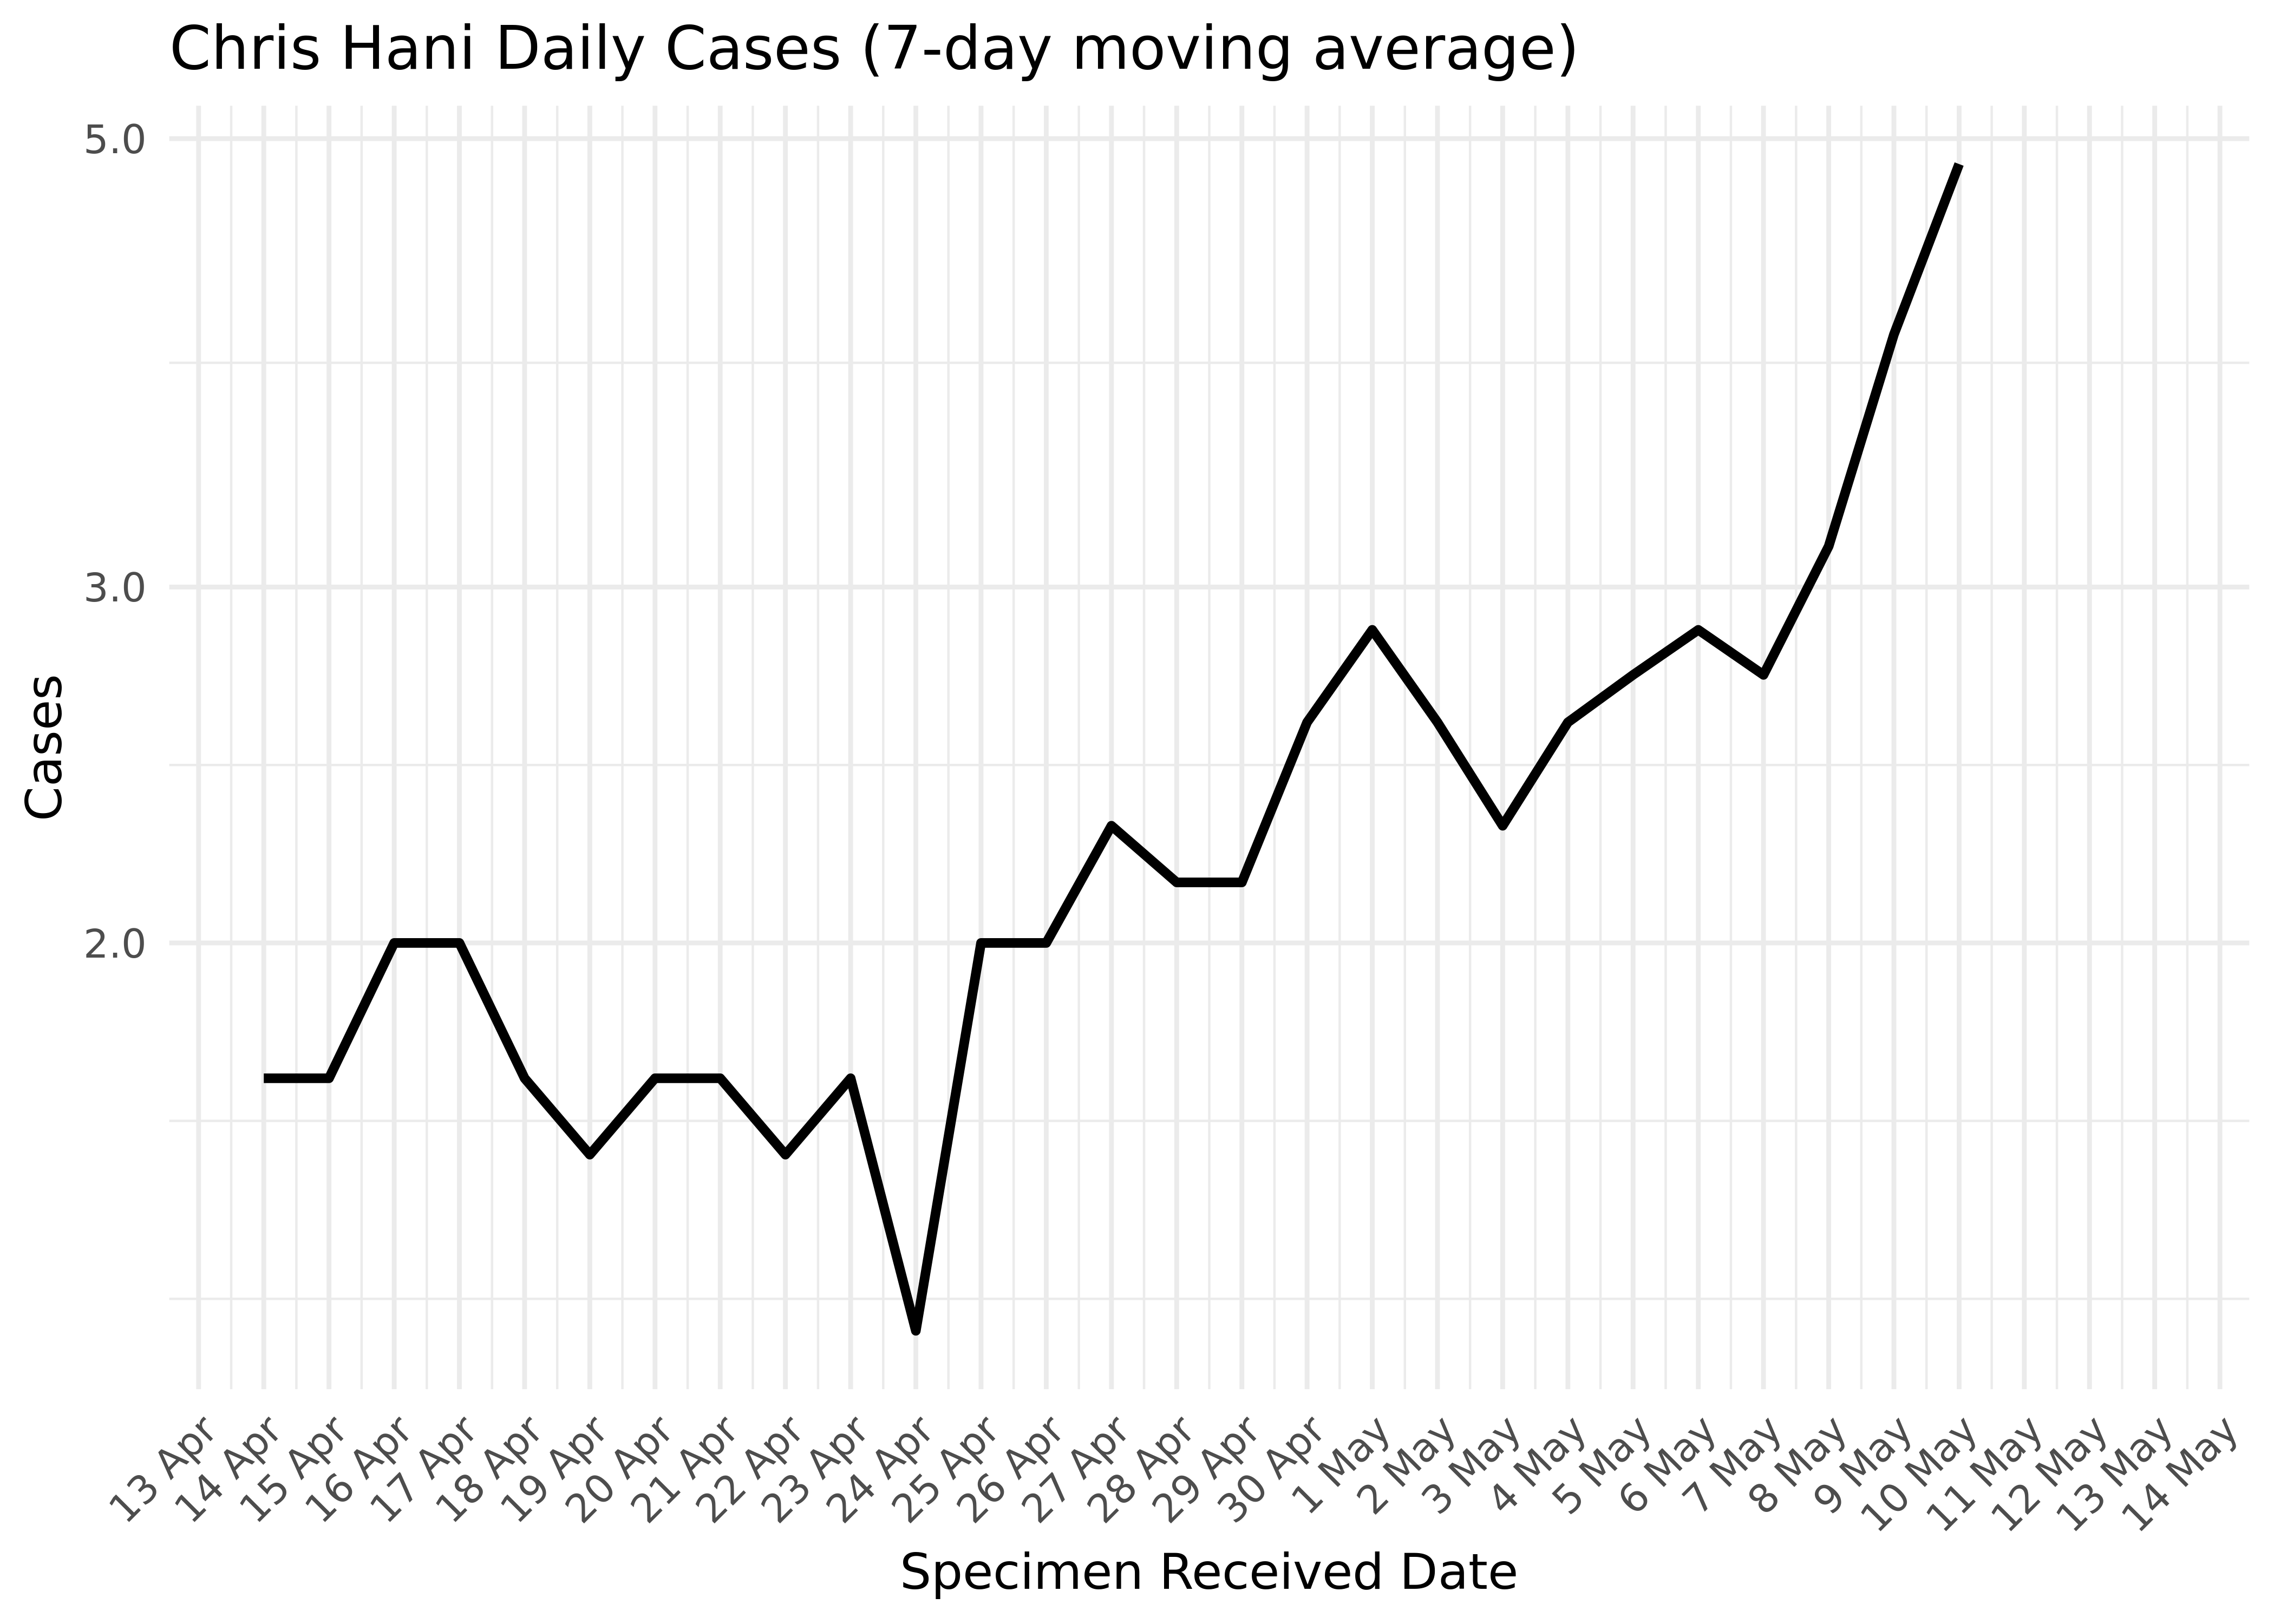 Chris Hani Daily Cases (7-day moving average)
5.0
3.0
2.0
Cases
13 Apr
14 Apr
15 Apr
16 Apr
17 Apr
18 Apr
19 Apr
20 Apr
21 Apr
22 Apr
23 Apr
24 Apr
25 Apr
26 Apr
27 Apr
28 Apr
29 Apr
30 Apr
1 May
2 May
3 May
4 May
5 May
6 May
7 May
8 May
9 May
10 May
11 May
12 May
13 May
14 May
Specimen Received Date